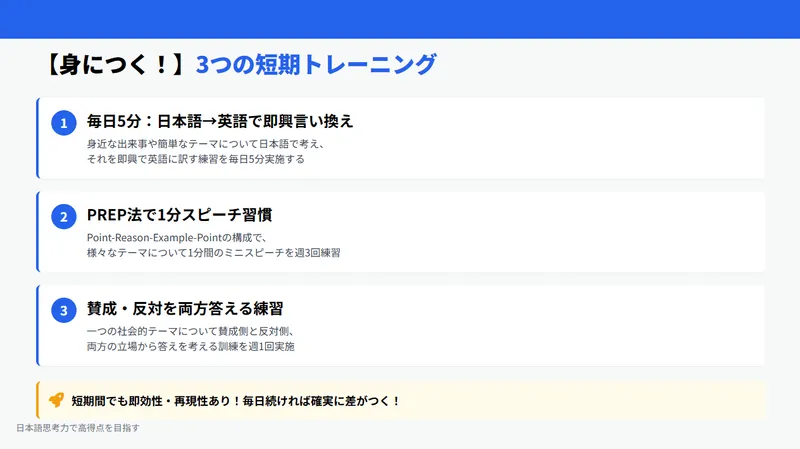 【身につく！】3つの短期トレーニング
1
毎日5分：日本語→英語で即興言い換え
身近な出来事や簡単なテーマについて日本語で考え、
それを即興で英語に訳す練習を毎日5分実施する
2
PREP法で1分スピーチ習慣
Point-Reason-Example-Pointの構成で、
様々なテーマについて1分間のミニスピーチを週3回練習
3
賛成・反対を両方答える練習
一つの社会的テーマについて賛成側と反対側、
両方の立場から答えを考える訓練を週1回実施
短期間でも即効性・再現性あり！毎日続ければ確実に差がつく！
日本語思考力で高得点を目指す